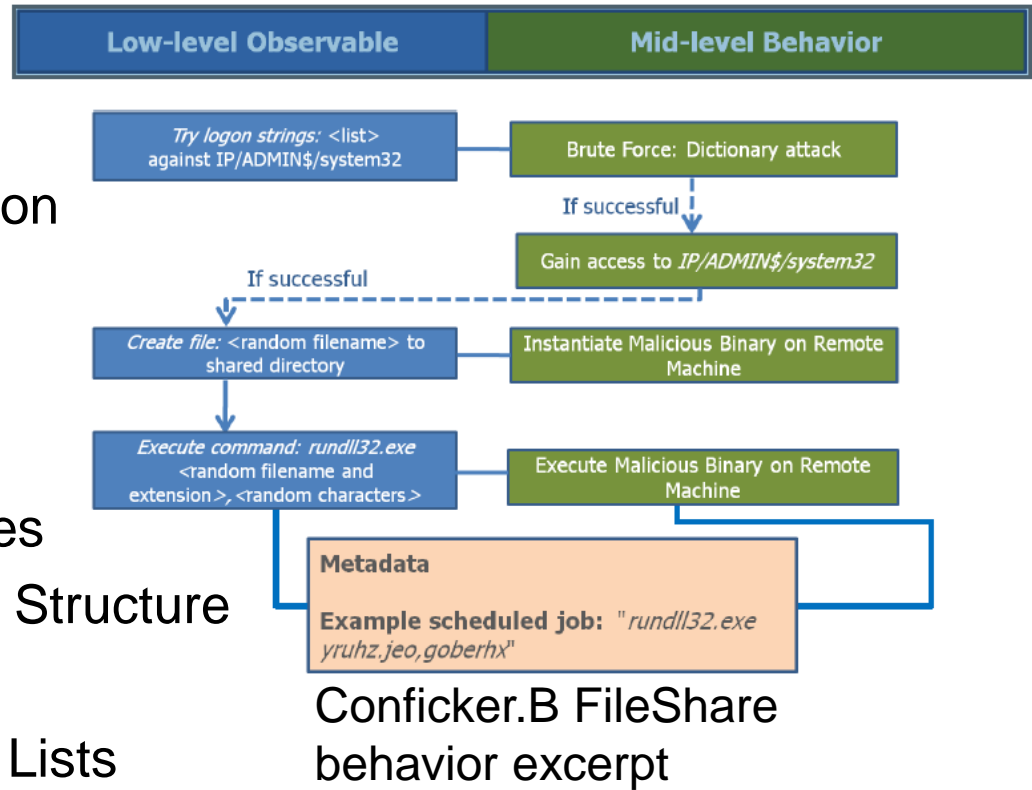 Low-level Observable
Mid-level Behavior
Try logon strings: <list>
against IP/ADMIN$/system32
Brute Force: Dictionary attack
on
If successful
Gain access to IP/ADMIN$/system32
If successful
Create file: <random filename> to
shared directory
Instantiate Malicious Binary on Remote
Machine
Execute command: rundll32.exe
<random filename and
extension>,<random characters>
Execute Malicious Binary on Remote
Machine
es
Structure
Metadata
Example scheduled job: "rundll32.exe
yruhz.jeo,goberhx"
Conficker.B FileShare
behavior excerpt
Lists